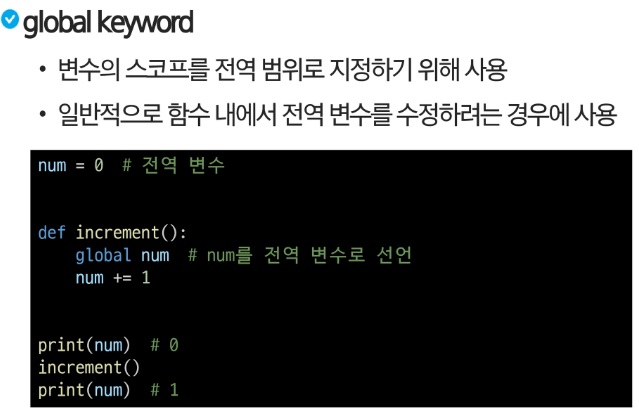 global keyword
• 변수의 스코프를 전역 범위로 지정하기 위해 사용
• 일반적으로 함수 내에서 전역 변수를 수정하려는 경우에 사용
num = 0  # 전역 변수
def increment():
    global num  # num를 전역 변수로 선언
    num += 1
print(num)  # 0
increment()
print(num)  # 1